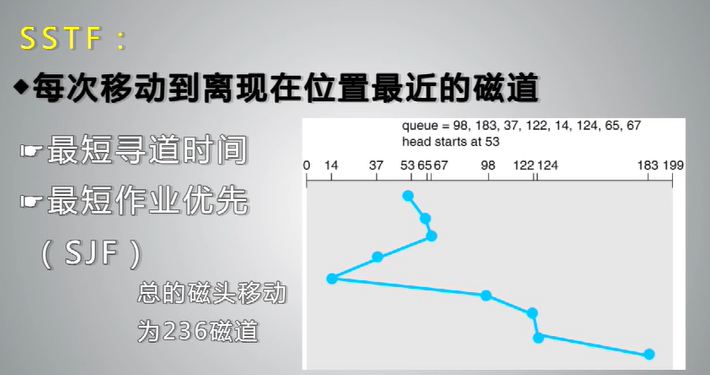 SSTF：
◆每次移动到离现在位置最近的磁道
☞最短寻道时间
☞最短作业优先
（SJF）
总的磁头移动
为236磁道
queue = 98, 183, 37, 122, 14, 124, 65, 67
head starts at 53
0 14 37 53 65 67 98 122 124 183 199